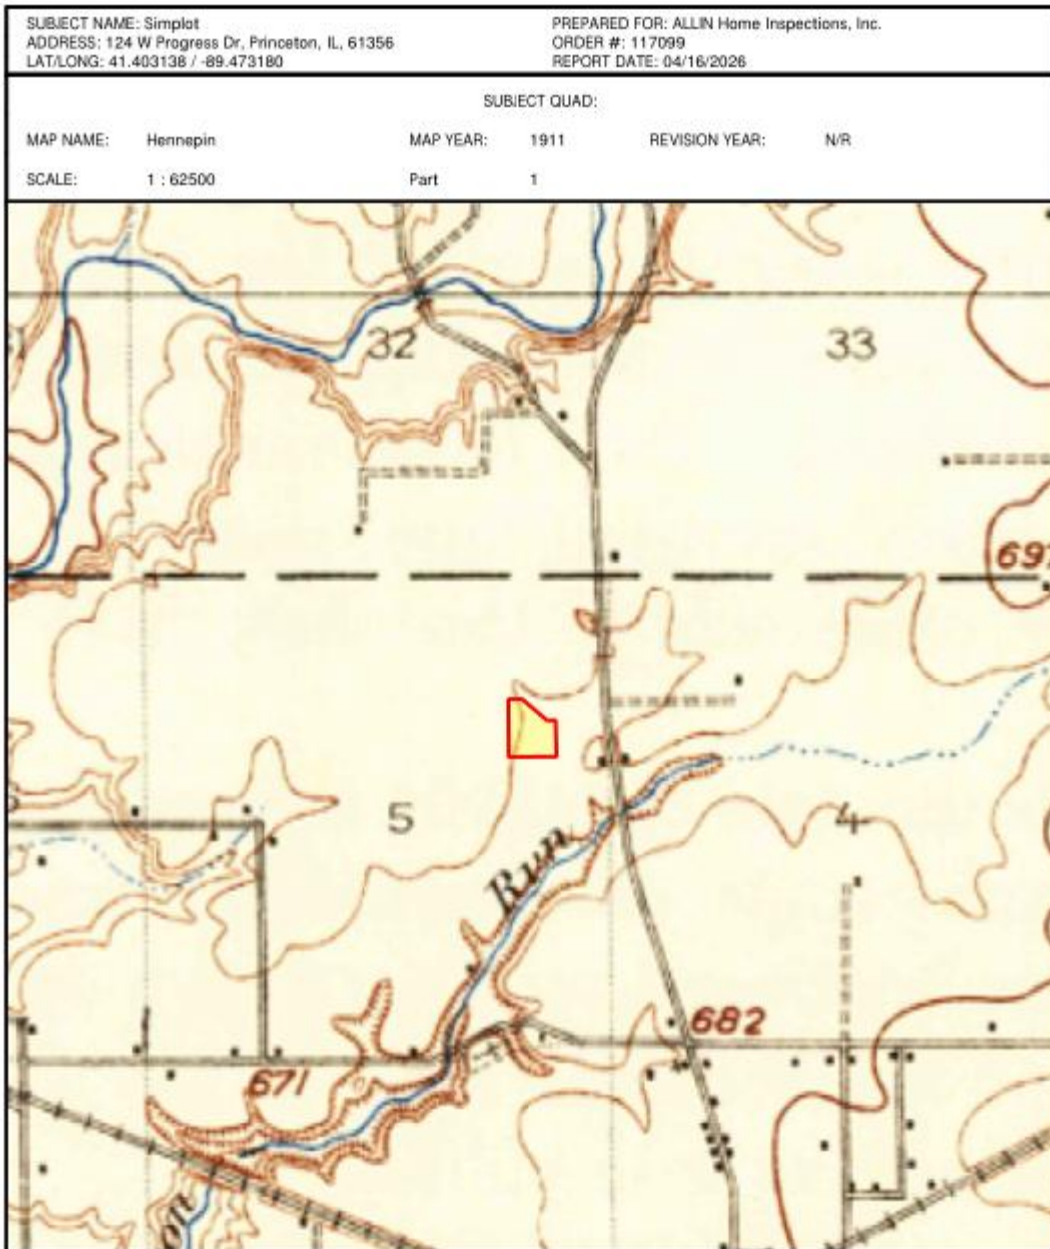 SUBJECT NAME: Simplot
ADDRESS: 124 W Progress Dr, Princeton, IL, 61356
LAT/LONG: 41.403138 / -89.473180
PREPARED FOR: ALLIN Home Inspections, Inc.
ORDER #: 117099
REPORT DATE: 04/16/2026
SUBJECT QUAD:
MAP NAME: Hennepin MAP YEAR: 1911 REVISION YEAR: N/R
SCALE: 1 : 62500 Part 1
32
33
697
5
4
Run
682
671